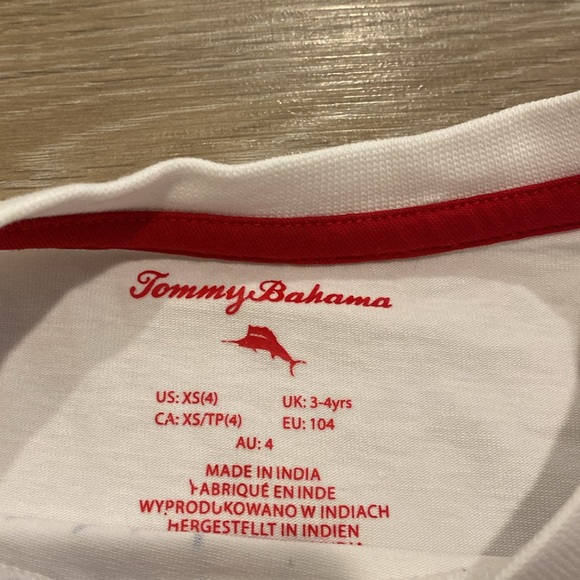 Tommy Bahama
US: XS(4) UK: 3-4yrs
CA: XS/TP(4) EU: 104
AU: 4
MADE IN INDIA
FABRIQUÉ EN INDE
WYPRODUKOWANO W INDIACH
HERGESTELLT IN INDIEN